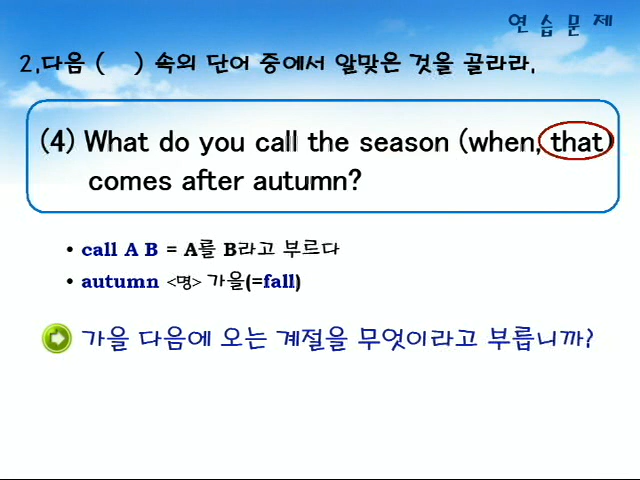 연습문제
2.다음 (    ) 속의 단어 중에서 알맞은 것을 골라라.
(4) What do you call the season (when, that)
comes after autumn?
• call A B = A를 B라고 부르다
• autumn <명> 가을(=fall)
가을 다음에 오는 계절을 무엇이라고 부릅니까?